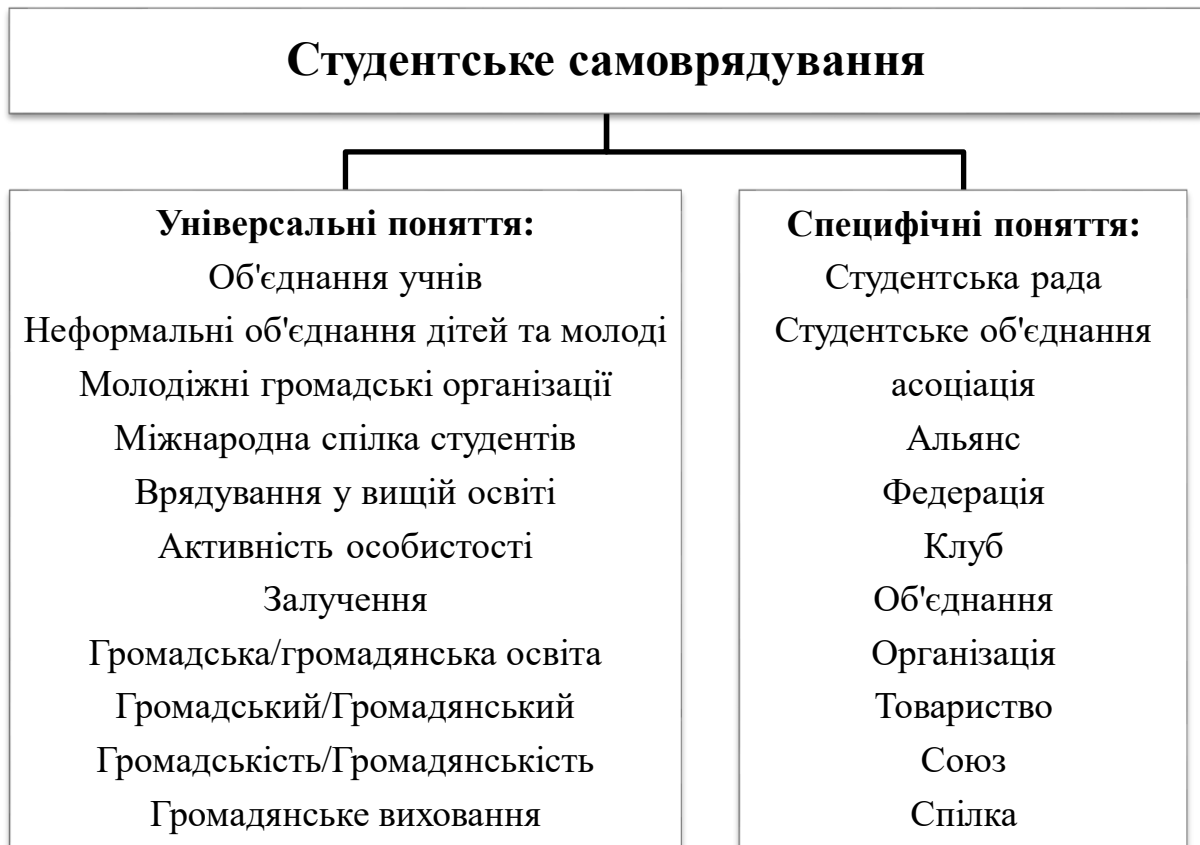 Студентське самоврядування
Універсальні поняття:
Об'єднання учнів
Неформальні об'єднання дітей та молоді
Молодіжні громадські організації
Міжнародна спілка студентів
Врядування у вищій освіті
Активність особистості
Залучення
Громадська/громадянська освіта
Громадський/Громадянський
Громадськість/Громадянськість
Громадянське виховання
Специфічні поняття:
Студентська рада
Студентське об'єднання
асоціація
Альянс
Федерація
Клуб
Об'єднання
Організація
Товариство
Союз
Спілка